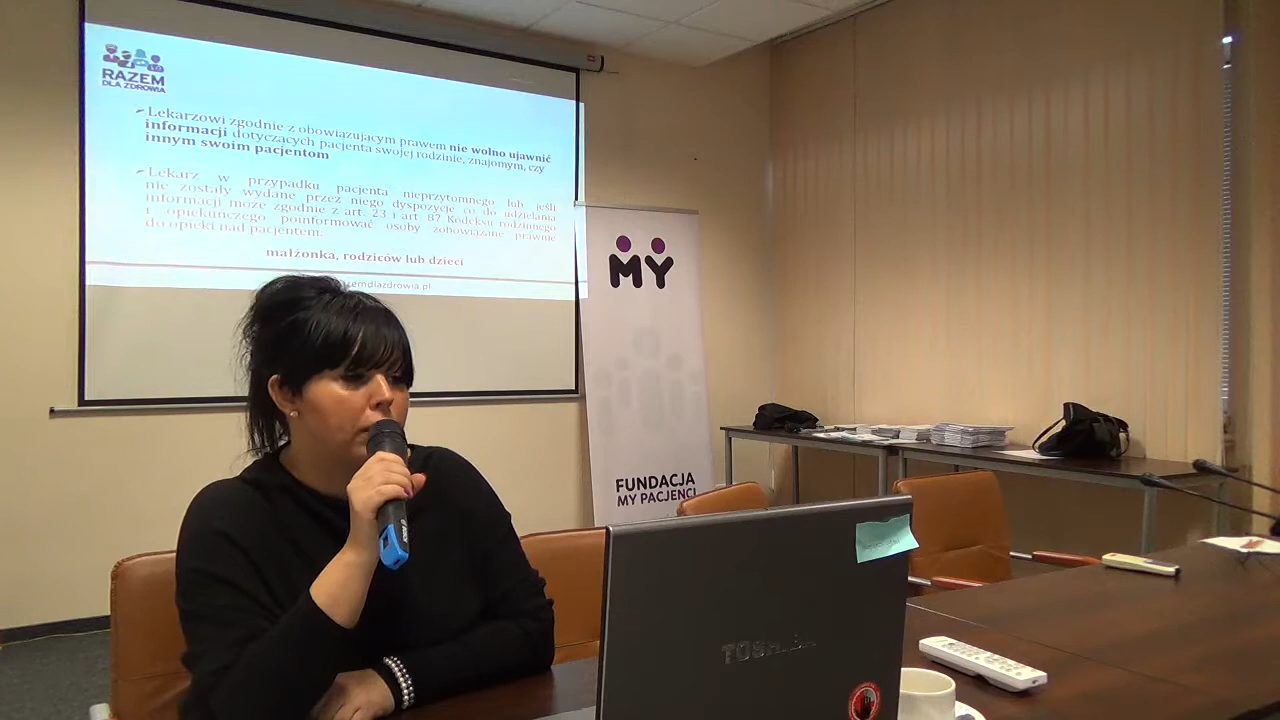 RAZEM
DLA ZDROWIA
Lekarzowi zgodnie z obowiązującym prawem nie wolno ujawnić
informacji dotyczących pacjenta swojej rodzinie, znajomym, czy
innym swoim pacjentom
Lekarz w przypadku pacjenta nieprzytomnego lub jeśli
nie zostały wydane przez niego dyspozycje co do udzielania
informacji może zgodnie z art. 23 i art. 87 Kodeksu rodzinnego
i opiekuńczego poinformować osoby zobowiązane prawnie
do opieki nad pacjentem:
małżonka, rodziców lub dzieci
zemdlazdrowia.pl
MY
FUNDACJA
MY PACJENCI
TOSHIBA